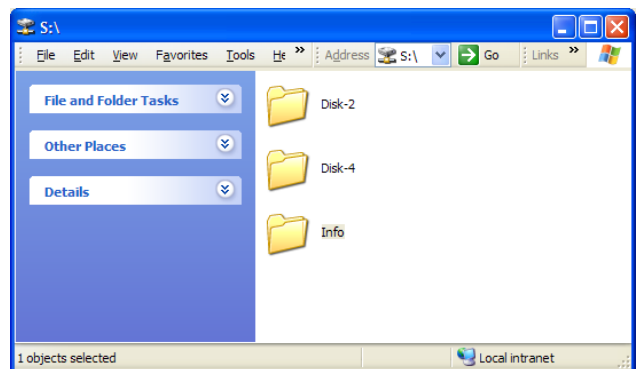 S:\
File Edit View Favorites Tools He » Address S:\ Go Links »
File and Folder Tasks
Other Places
Details
Disk-2
Disk-4
Info
1 objects selected Local intranet